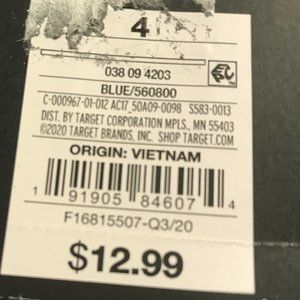 4
038 09 4203
BLUE/560800
C-000967-01-012 AC17_50A09-0098 S583-0013
DIST. BY TARGET CORPORATION MPLS., MN 55403
©2020 TARGET BRANDS, INC. SHOP TARGET.COM
ORIGIN: VIETNAM
1 91905 84607 4
F16815507-Q3/20
$12.99